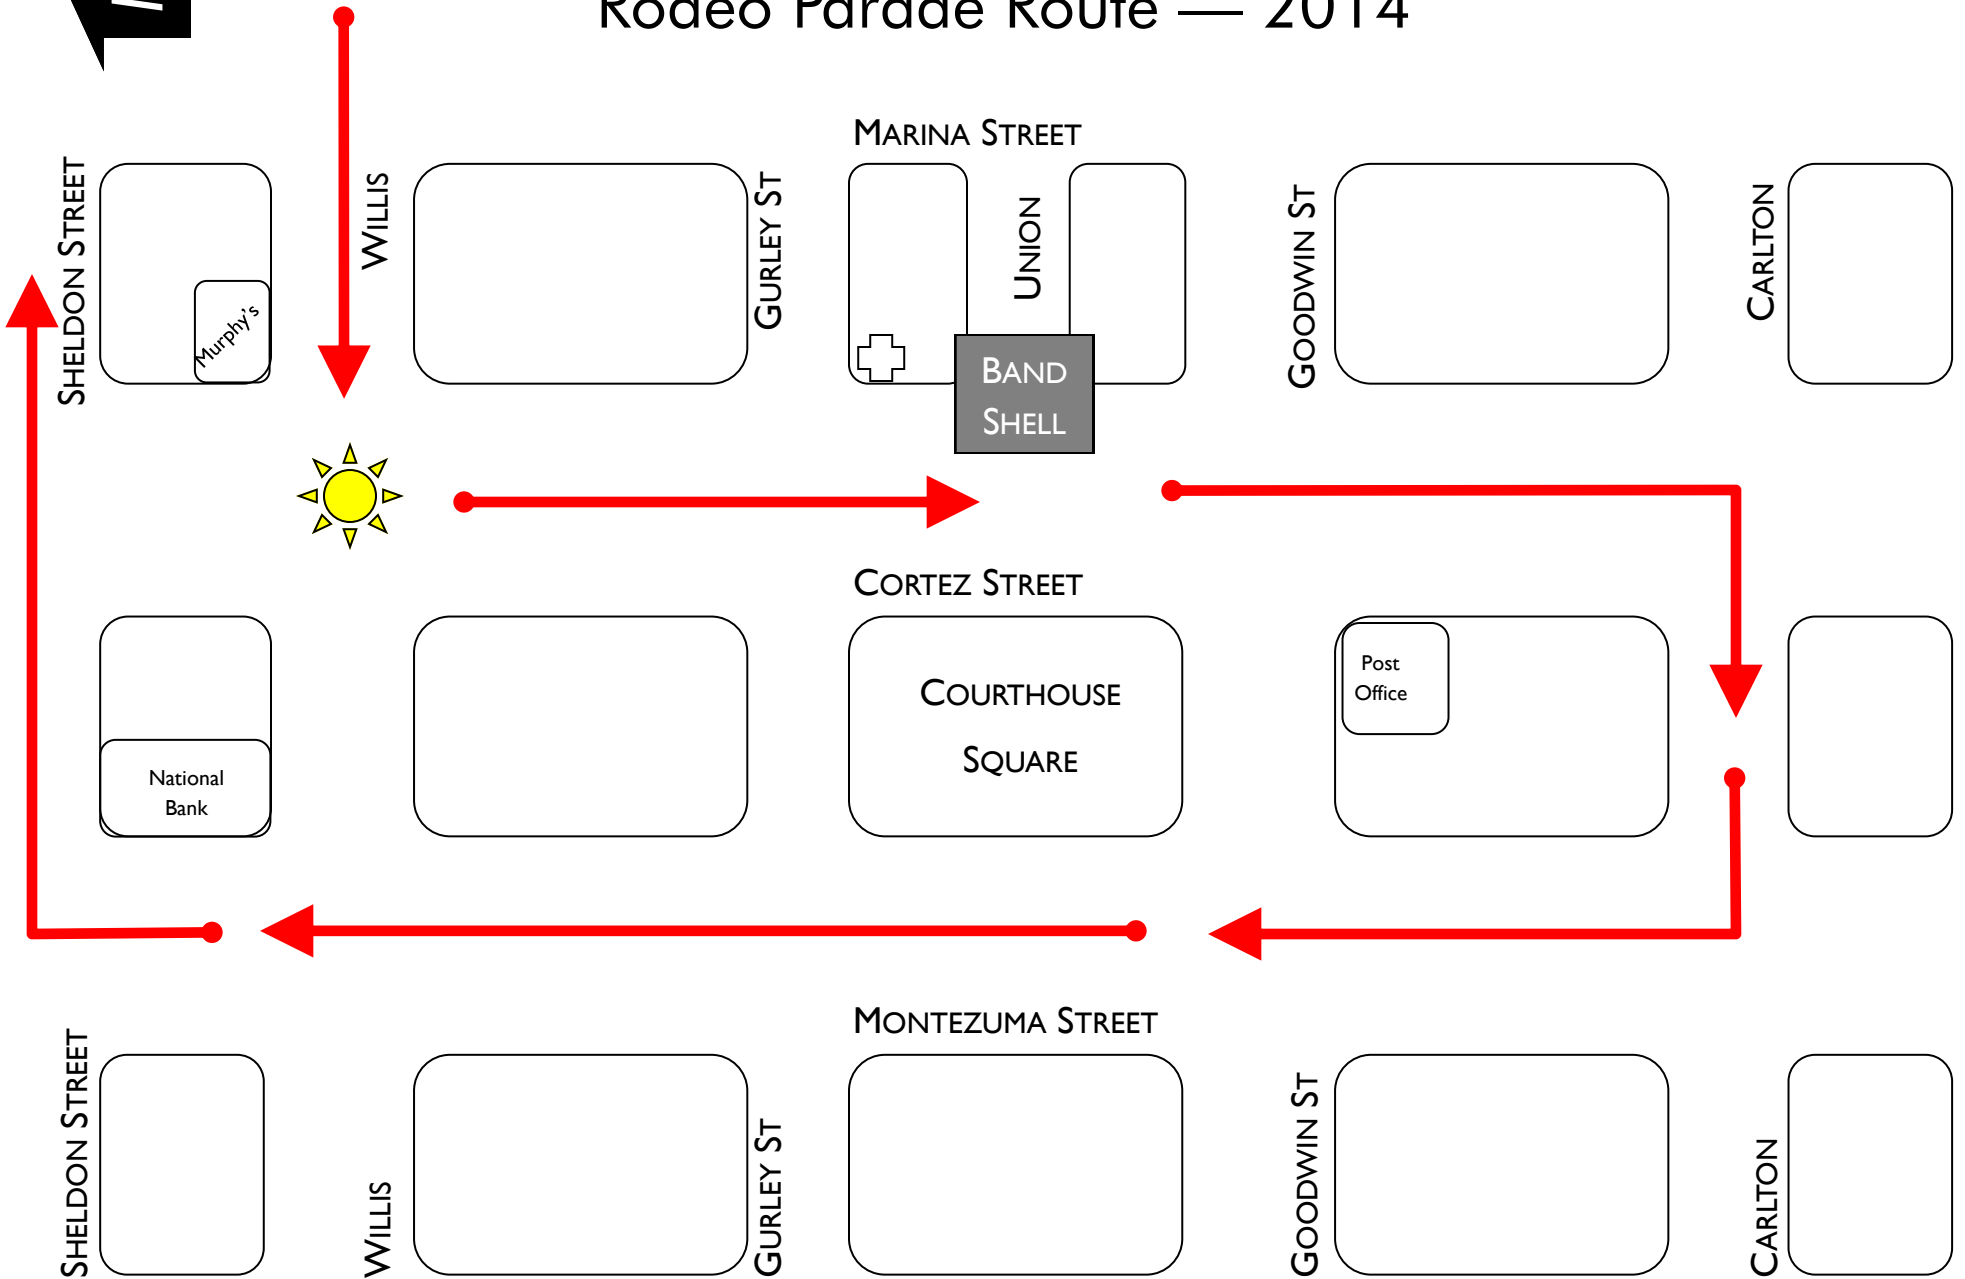 Rodeo Parade Route — 2014
MARINA STREET
SHELDON STREET
WILLIS
GURLEY ST
UNION
GOODWIN ST
CARLTON
Murphy's
BAND
SHELL
CORTEZ STREET
COURTHOUSE
SQUARE
Post
Office
National
Bank
MONTEZUMA STREET
SHELDON STREET
WILLIS
GURLEY ST
GOODWIN ST
CARLTON